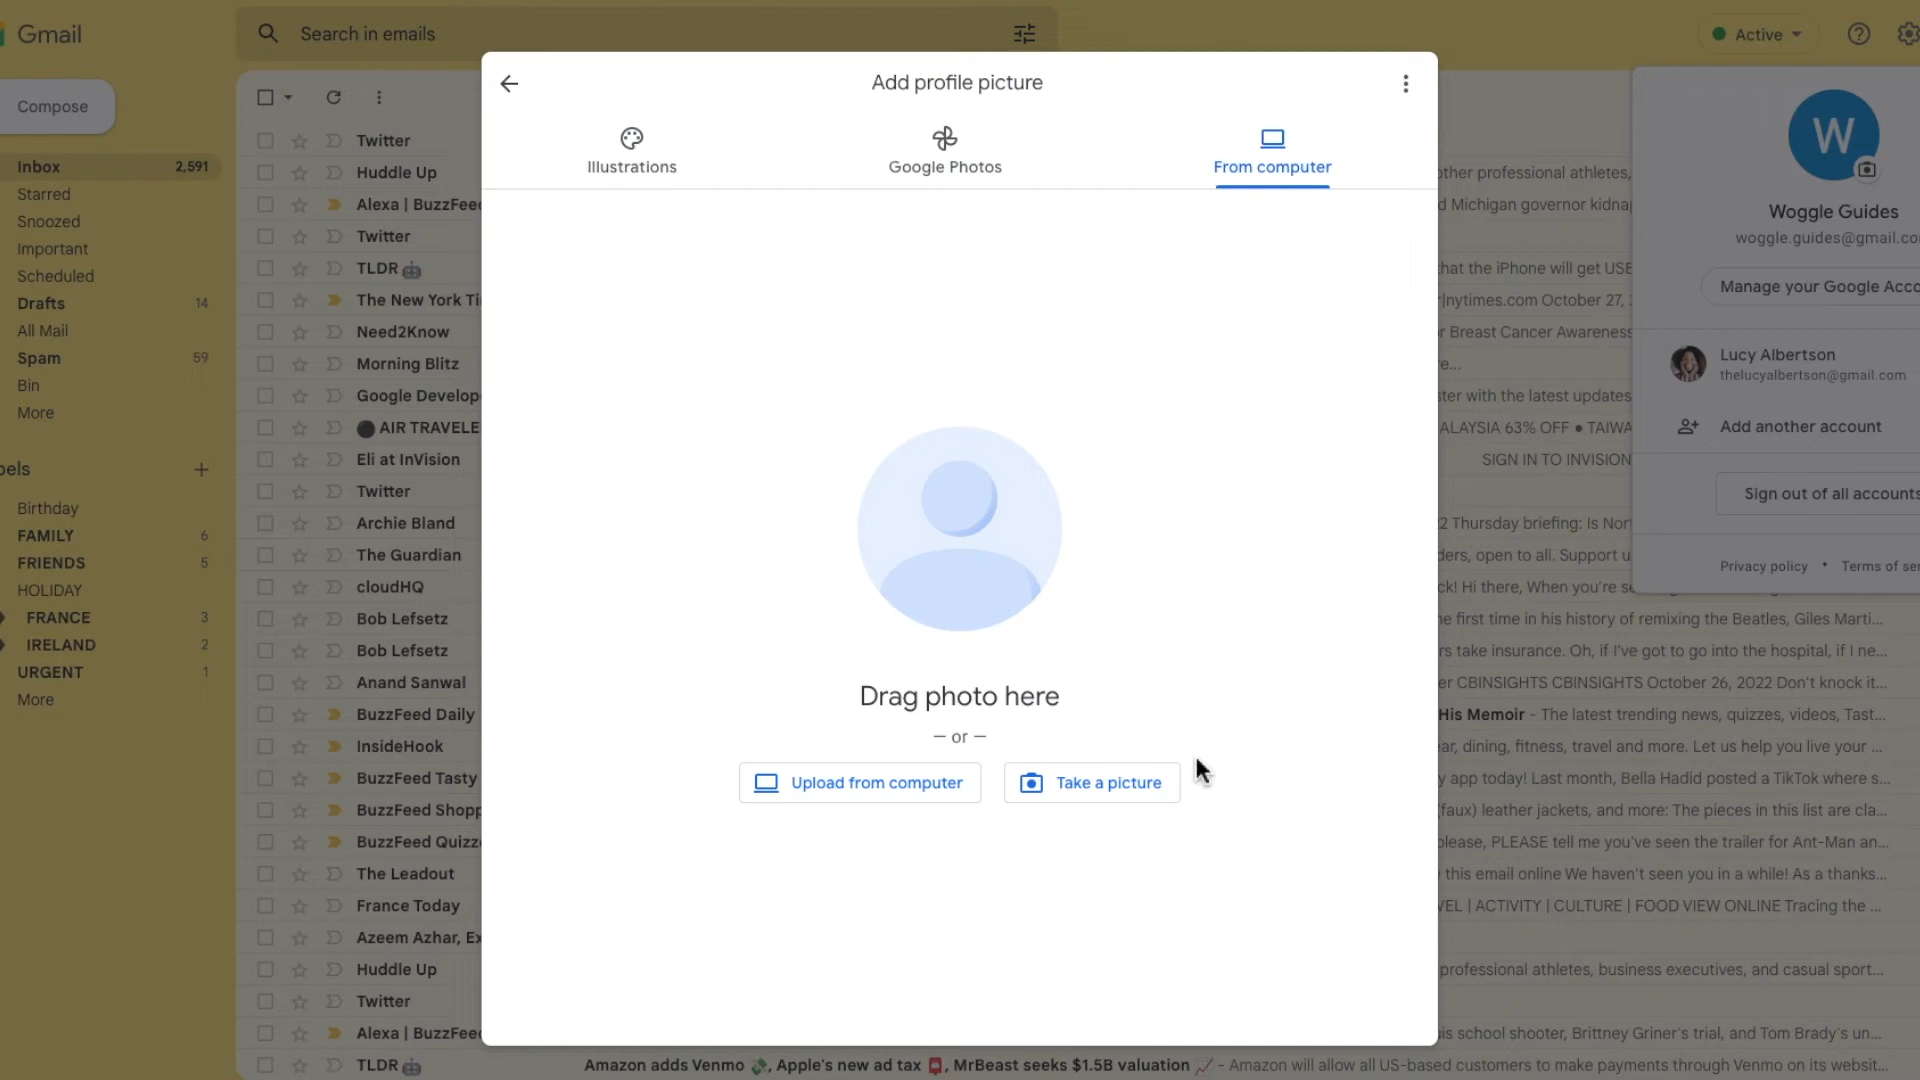 Gmail
Search in emails
Active
Compose
Inbox 2,591
Starred
Snoozed
Important
Scheduled
Drafts 14
All Mail
Spam 59
Bin
More
Birthday
FAMILY 6
FRIENDS 5
HOLIDAY
FRANCE 3
IRELAND 2
URGENT 1
More
Twitter
Huddle Up
Alexa | BuzzFeed
Twitter
TLDR 🤖
The New York Ti
Need2Know
Morning Blitz
Google Develop
⚫ AIR TRAVELE
Eli at InVision
Twitter
Archie Bland
The Guardian
cloudHQ
Bob Lefsetz
Bob Lefsetz
Anand Sanwal
BuzzFeed Daily
InsideHook
BuzzFeed Tasty
BuzzFeed Shopp
BuzzFeed Quizz
The Leadout
France Today
Azeem Azhar, Ex
Huddle Up
Twitter
Alexa | BuzzFeed
TLDR 🤖
Add profile picture
Illustrations
Google Photos
From computer
Drag photo here
— or —
Upload from computer
Take a picture
other professional athletes,
d Michigan governor kidna
that the iPhone will get USE
nytimes.com October 27,
r Breast Cancer Awareness
e...
ster with the latest updates
ALAYSIA 63% OFF ● TAIWA
SIGN IN TO INVISION
2 Thursday briefing: Is Nor
ders, open to all. Support u
ck! Hi there, When you're se
he first time in his history of remixing the Beatles, Giles Marti...
rs take insurance. Oh, if I've got to go into the hospital, if I ne...
er CBINSIGHTS CBINSIGHTS October 26, 2022 Don't knock it...
His Memoir - The latest trending news, quizzes, videos, Tast...
ear, dining, fitness, travel and more. Let us help you live your ...
y app today! Last month, Bella Hadid posted a TikTok where s...
(faux) leather jackets, and more: The pieces in this list are cla...
please, PLEASE tell me you've seen the trailer for Ant-Man an...
this email online We haven't seen you in a while! As a thanks...
VEL | ACTIVITY | CULTURE | FOOD VIEW ONLINE Tracing the ...
professional athletes, business executives, and casual sport...
is school shooter, Brittney Griner's trial, and Tom Brady's un...
Amazon adds Venmo 💸, Apple's new ad tax 📮, MrBeast seeks $1.5B valuation 📈 - Amazon will allow all US-based customers to make payments through Venmo on its websit...
W
Woggle Guides
woggle.guides@gmail.co
Manage your Google Acco
Lucy Albertson
thelucyalbertson@gmail.com
Add another account
Sign out of all accounts
Privacy policy • Terms of ser